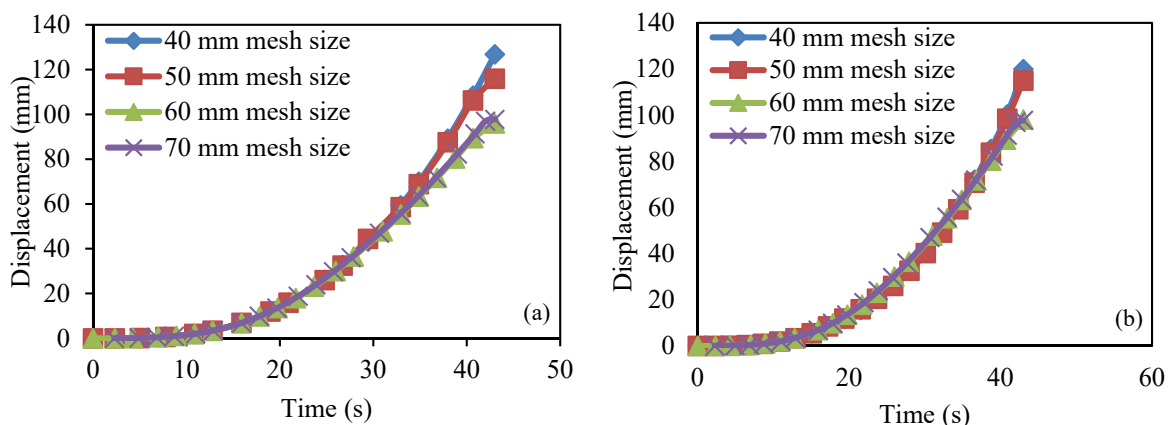 140
120
100
80
60
40
20
0
Displacement (mm)
40 mm mesh size
50 mm mesh size
60 mm mesh size
70 mm mesh size
(a)
0 10 20 30 40 50
Time (s)
140
120
100
80
60
40
20
0
Displacement (mm)
40 mm mesh size
50 mm mesh size
60 mm mesh size
70 mm mesh size
(b)
0 20 40 60
Time (s)